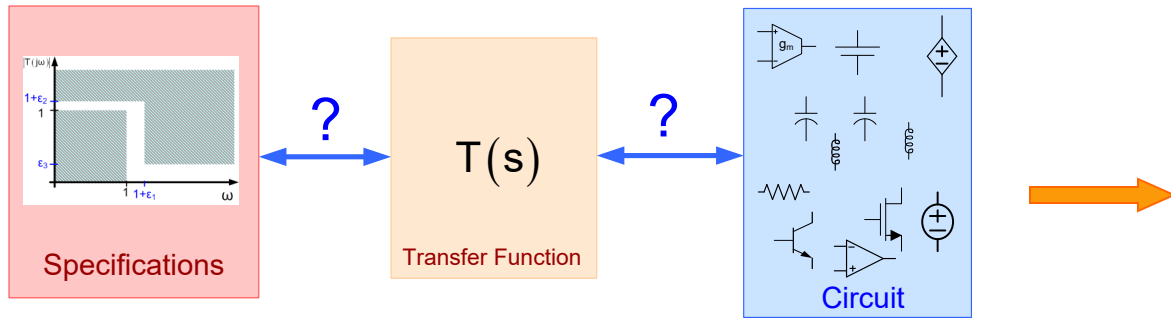 |T(jω)|
1+ε₂
1
ε₃
1
1+ε₁
ω
Specifications
?
T(s)
Transfer Function
?
gm
+
−
+
−
+
−
−
+
Circuit